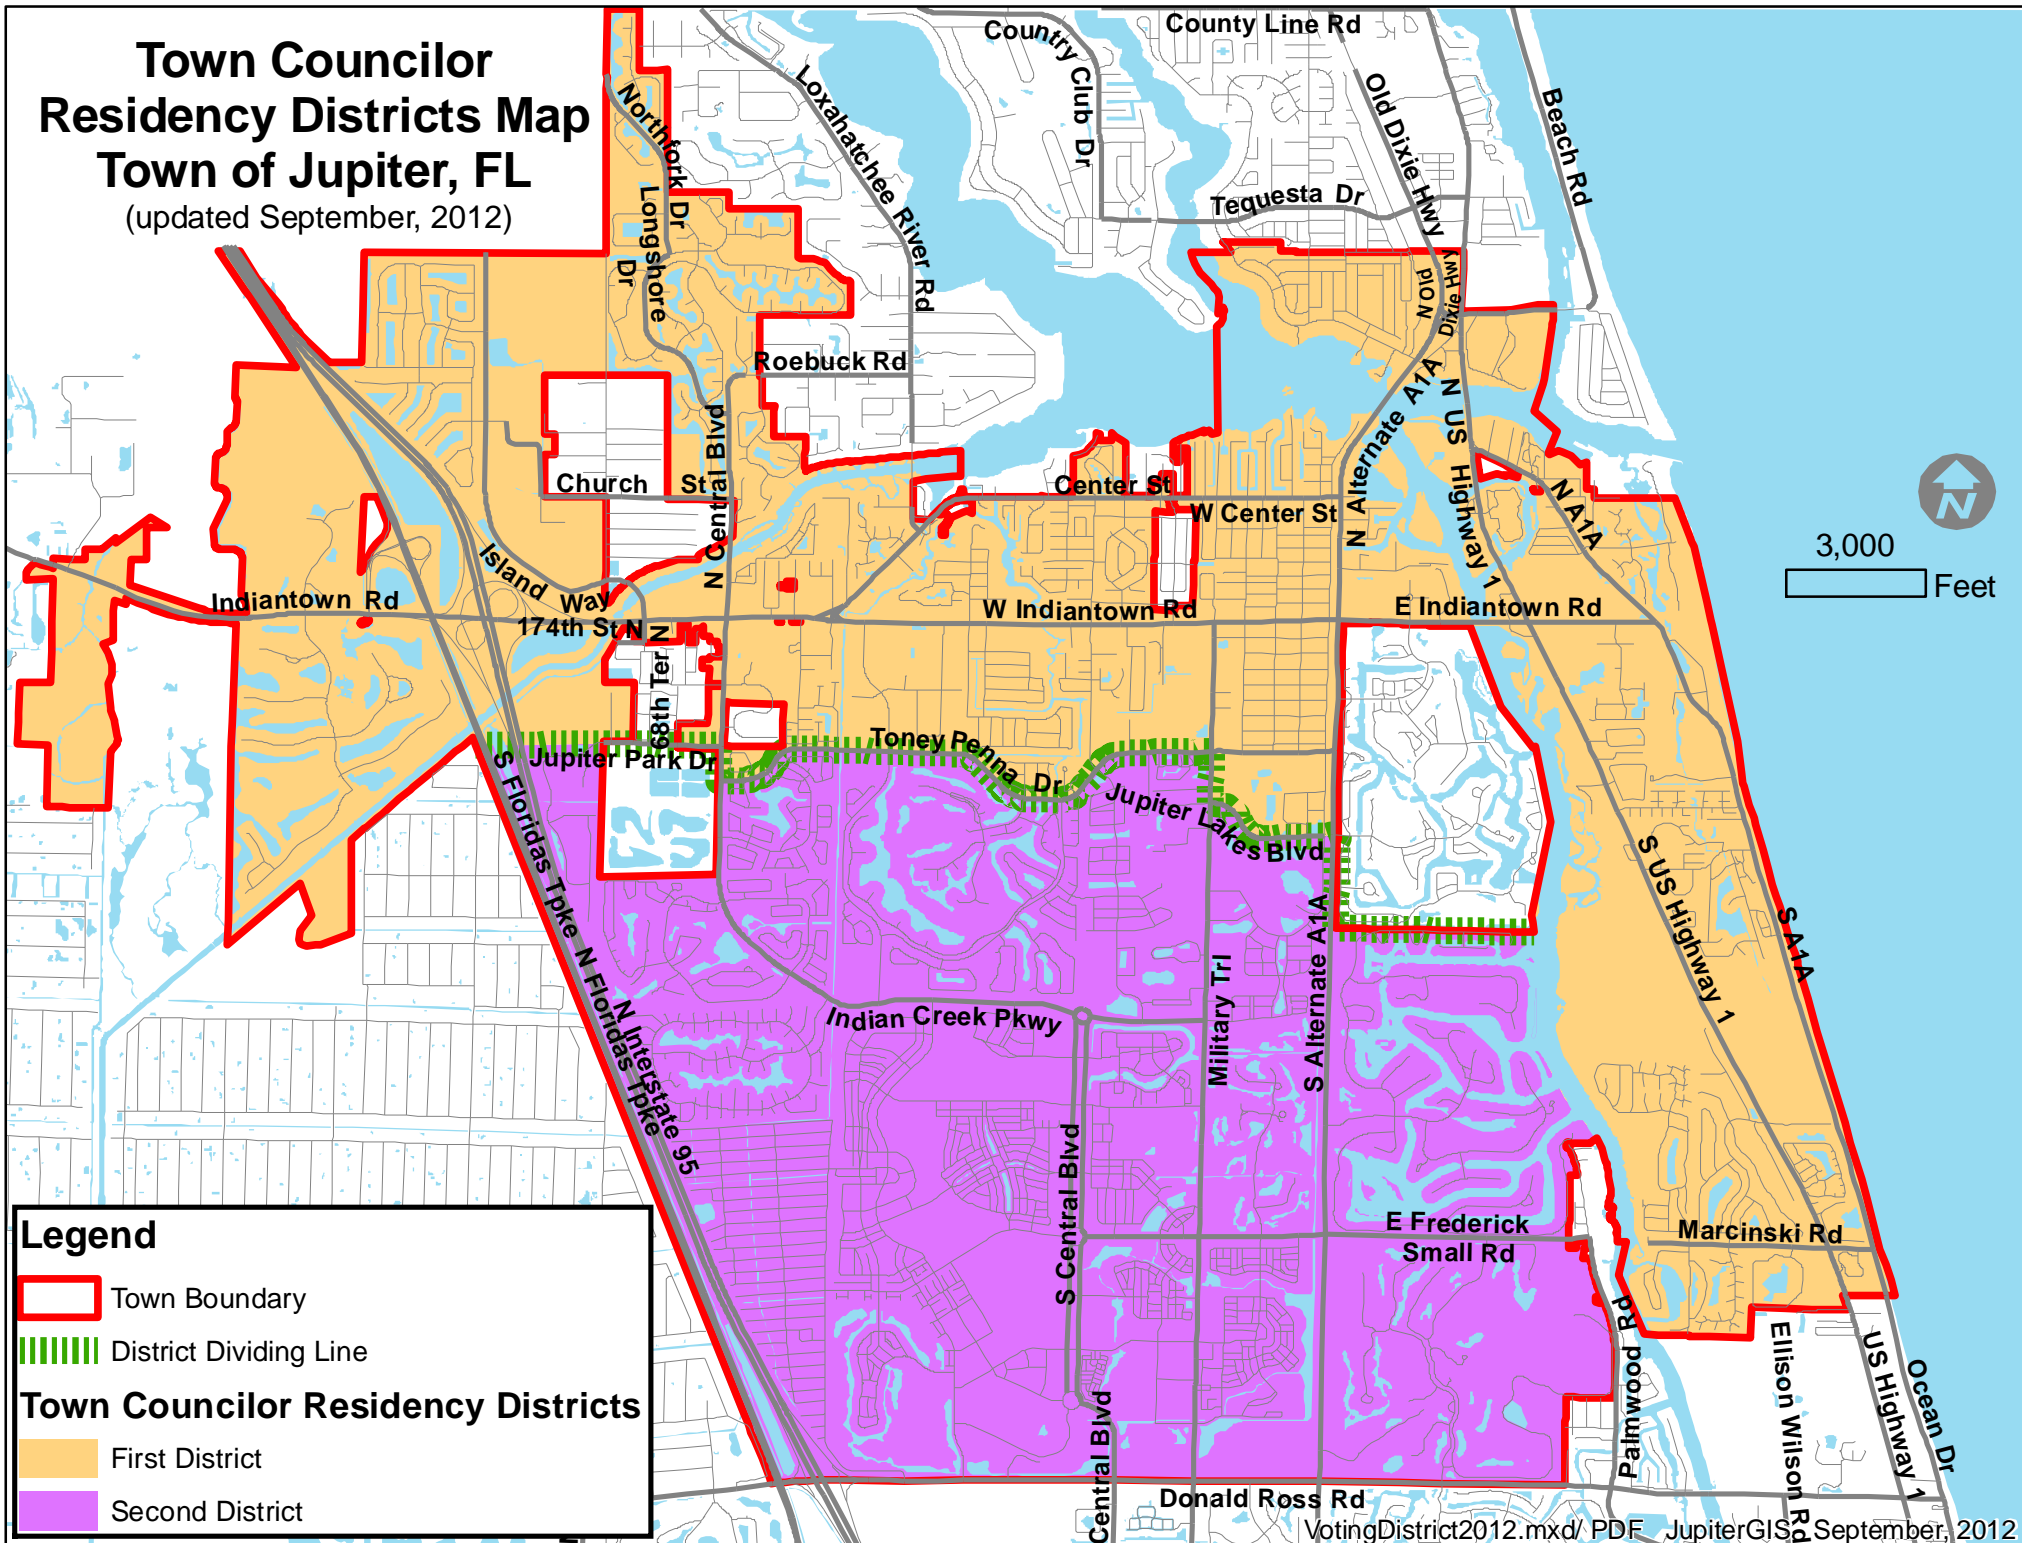 Town Councilor
Residency Districts Map
Town of Jupiter, FL
(updated September, 2012)
County Line Rd
Country Club Dr
Loxahatchee River Rd
Old Dixie Hwy
Beach Rd
Northfork Dr
Longshore
Dr
Tequesta Dr
N Old
Dixie Hwy
Roebuck Rd
N Alternate A1A
N US Highway 1
N Central Blvd
Church St
Center St
W Center St
N A1A
N
3,000
Feet
Island Way
Indiantown Rd
174th St N
W Indiantown Rd
E Indiantown Rd
68th Ter N
Jupiter Park Dr
Toney Penna Dr
Jupiter Lakes Blvd
S Floridas Tpke
N Floridas Tpke
N Interstate 95
S US Highway 1
S A1A
S Alternate A1A
Military Trl
Indian Creek Pkwy
S Central Blvd
E Frederick
Small Rd
Marcinski Rd
Palmwood Rd
Ellison Wilson Rd
US Highway 1
Ocean Dr
Central Blvd
Donald Ross Rd
Legend
Town Boundary
District Dividing Line
Town Councilor Residency Districts
First District
Second District
VotingDistrict2012.mxd/ PDF JupiterGIS, September, 2012